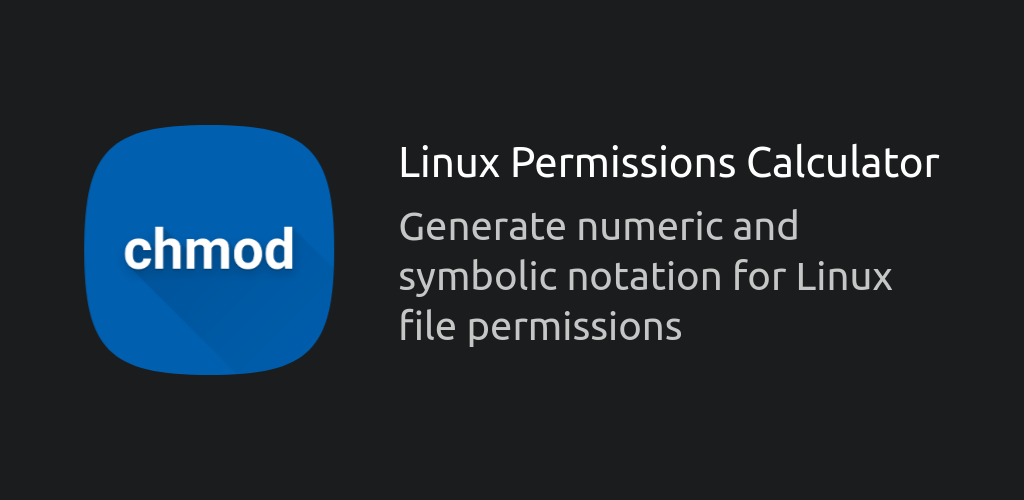 chmod
Linux Permissions Calculator
Generate numeric and
symbolic notation for Linux
file permissions